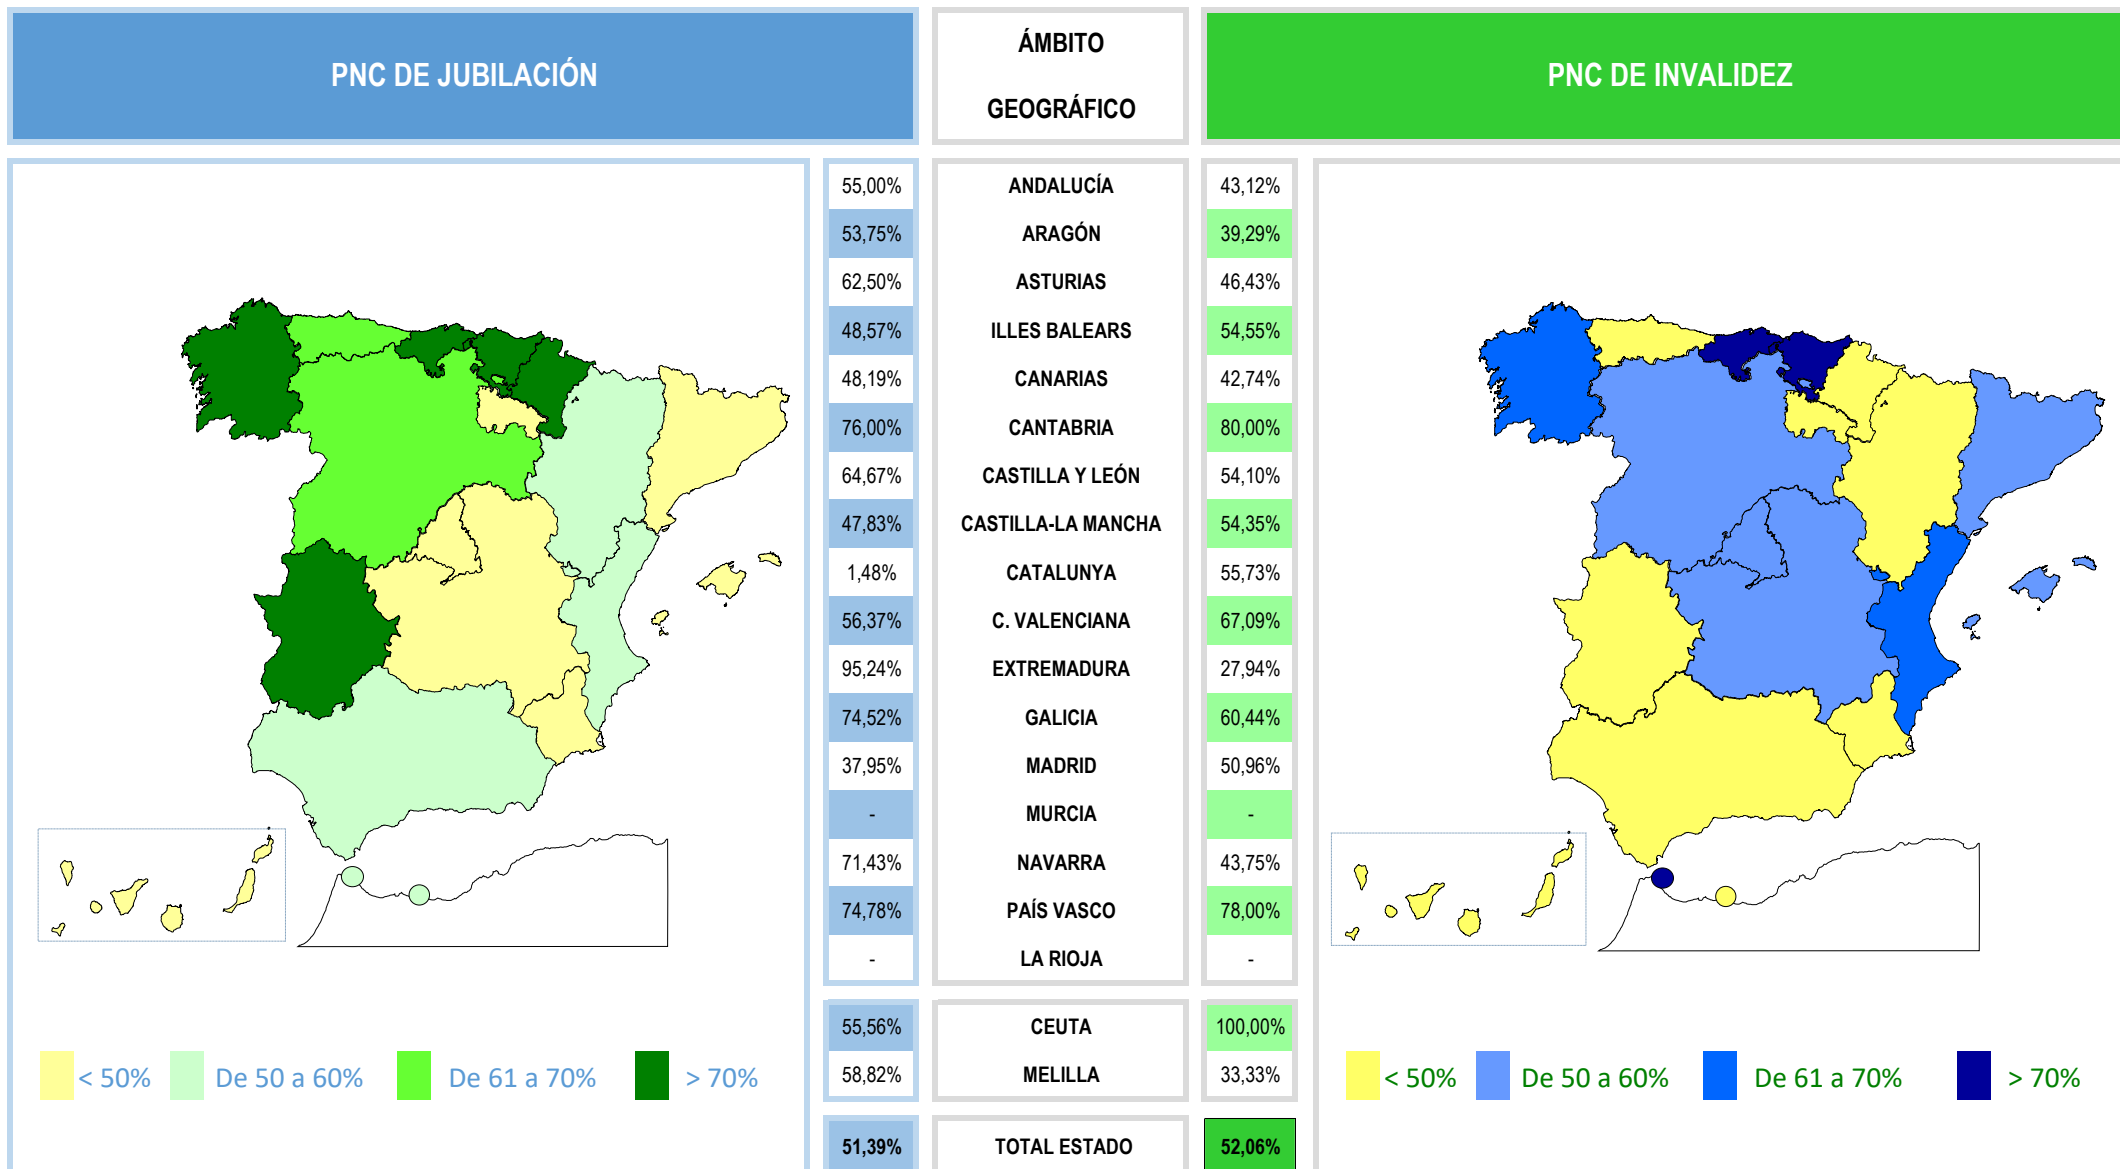 PNC DE JUBILACIÓN
ÁMBITO
GEOGRÁFICO
PNC DE INVALIDEZ
55,00% ANDALUCÍA 43,12%
53,75% ARAGÓN 39,29%
62,50% ASTURIAS 46,43%
48,57% ILLES BALEARS 54,55%
48,19% CANARIAS 42,74%
76,00% CANTABRIA 80,00%
64,67% CASTILLA Y LEÓN 54,10%
47,83% CASTILLA-LA MANCHA 54,35%
1,48% CATALUNYA 55,73%
56,37% C. VALENCIANA 67,09%
95,24% EXTREMADURA 27,94%
74,52% GALICIA 60,44%
37,95% MADRID 50,96%
- MURCIA -
71,43% NAVARRA 43,75%
74,78% PAÍS VASCO 78,00%
- LA RIOJA -
55,56% CEUTA 100,00%
58,82% MELILLA 33,33%
51,39% TOTAL ESTADO 52,06%
< 50% De 50 a 60% De 61 a 70% > 70%
< 50% De 50 a 60% De 61 a 70% > 70%